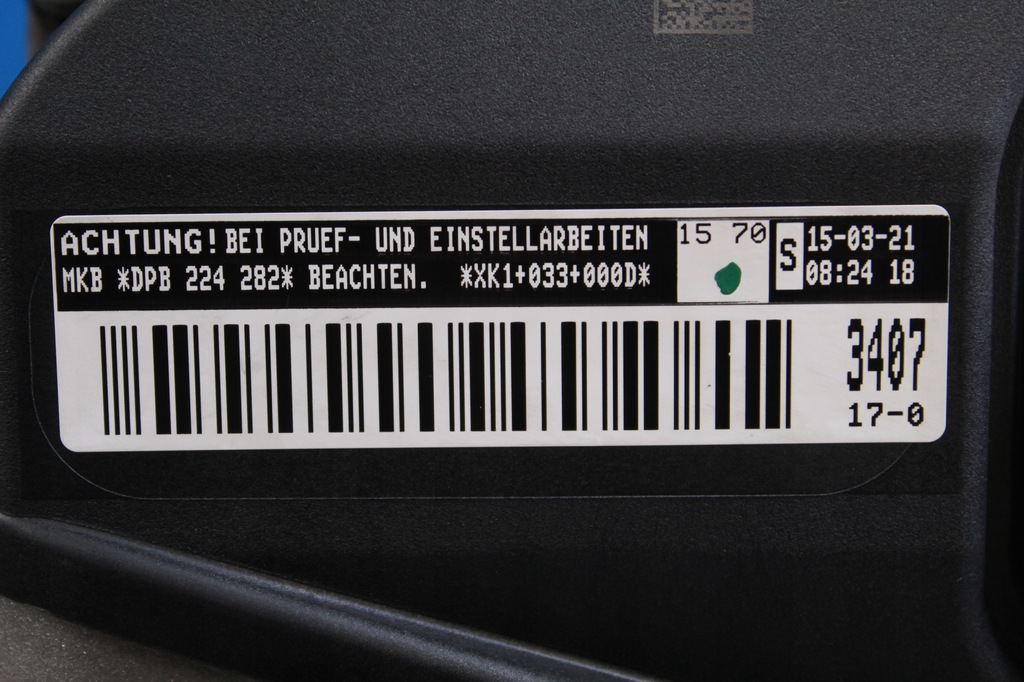 ACHTUNG! BEI PRUEF- UND EINSTELLARBEITEN
MKB *DPB 224 282* BEACHTEN. *XK1+033+000D*
15 70
S
15-03-21
08:24 18
3407
17-0